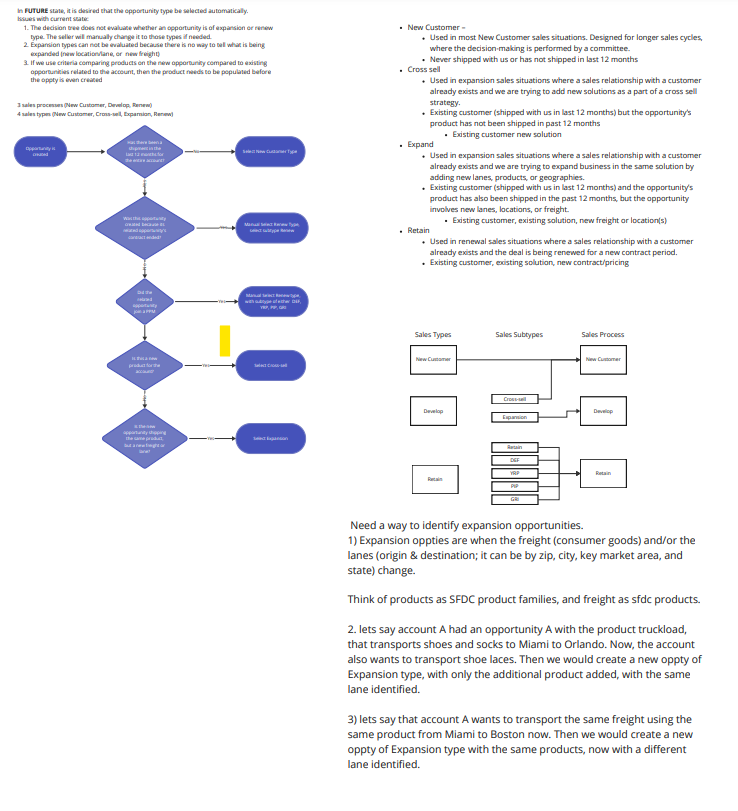 In FUTURE state, it is desired that the opportunity type be selected automatically.
Issues with current state:
1. The decision tree does not evaluate whether an opportunity is of expansion or renew
type. The seller will manually change it to those types if needed.
2. Expansion types can not be evaluated because there is no way to tell what is being
expanded (new location/lane, or new freight)
3. If we use criteria comparing products on the new opportunity compared to existing
opportunities related to the account, then the product needs to be populated before
the oppty is even created
3 sales processes (New Customer, Develop, Renew)
4 sales types (New Customer, Cross-sell, Expansion, Renew)
Opportunity is
created
Has there been a
shipment in the
last 12 months for
the entire account?
No
Select New Customer Type
Was this opportunity
created because its
related opportunity's
contract ended?
Yes
Manual Select Renew Type,
select subtype Renew
Did the
related
opportunity
join a PPM
Yes
Manual Select Renew type,
with subtype of either DEF,
YRP, PIP, GRI
Is this a new
product for the
account?
Yes
Select Cross-sell
Is the new
opportunity shipping
the same product,
but a new freight or
lane?
Yes
Select Expansion
• New Customer –
• Used in most New Customer sales situations. Designed for longer sales cycles,
where the decision-making is performed by a committee.
• Never shipped with us or has not shipped in last 12 months
• Cross sell
• Used in expansion sales situations where a sales relationship with a customer
already exists and we are trying to add new solutions as a part of a cross sell
strategy.
• Existing customer (shipped with us in last 12 months) but the opportunity's
product has not been shipped in past 12 months
• Existing customer new solution
• Expand
• Used in expansion sales situations where a sales relationship with a customer
already exists and we are trying to expand business in the same solution by
adding new lanes, products, or geographies.
• Existing customer (shipped with us in last 12 months) and the opportunity's
product has also been shipped in the past 12 months, but the opportunity
involves new lanes, locations, or freight.
• Existing customer, existing solution, new freight or location(s)
• Retain
• Used in renewal sales situations where a sales relationship with a customer
already exists and the deal is being renewed for a new contract period.
• Existing customer, existing solution, new contract/pricing
Sales Types Sales Subtypes Sales Process
New Customer New Customer
Cross-sell
Develop Expansion Develop
Retain
DEF
Retain YRP Retain
PIP
GRI
Need a way to identify expansion opportunities.
1) Expansion oppties are when the freight (consumer goods) and/or the
lanes (origin & destination; it can be by zip, city, key market area, and
state) change.
Think of products as SFDC product families, and freight as sfdc products.
2. lets say account A had an opportunity A with the product truckload,
that transports shoes and socks to Miami to Orlando. Now, the account
also wants to transport shoe laces. Then we would create a new oppty of
Expansion type, with only the additional product added, with the same
lane identified.
3) lets say that account A wants to transport the same freight using the
same product from Miami to Boston now. Then we would create a new
oppty of Expansion type with the same products, now with a different
lane identified.